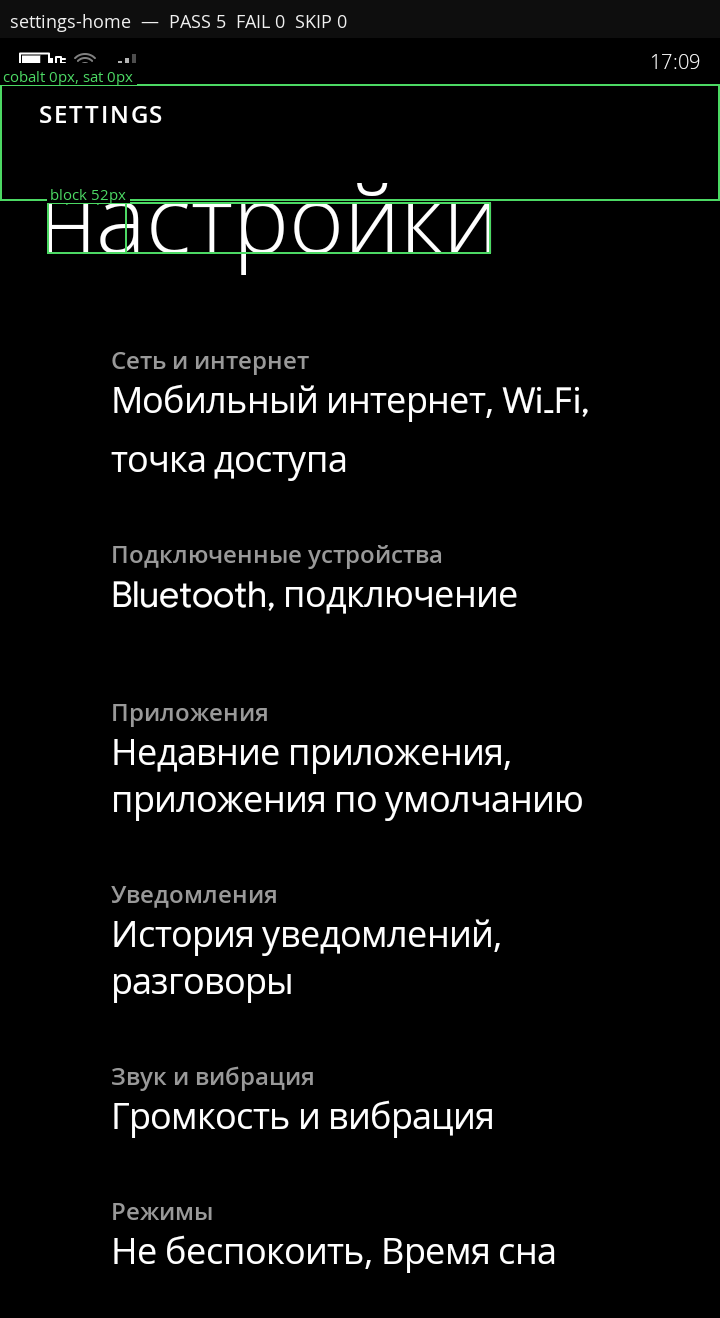 settings-home — PASS 5 FAIL 0 SKIP 0
17:09
cobalt 0px, sat 0px
SETTINGS
block 52px
настройки
Сеть и интернет
Мобильный интернет, Wi-Fi,
точка доступа
Подключенные устройства
Bluetooth, подключение
Приложения
Недавние приложения,
приложения по умолчанию
Уведомления
История уведомлений,
разговоры
Звук и вибрация
Громкость и вибрация
Режимы
Не беспокоить, Время сна